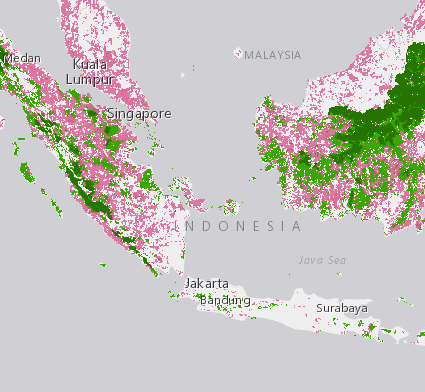 Medan
Kuala
Lumpur
MALAYSIA
Singapore
INDONESIA
Java Sea
Jakarta
Bandung
Surabaya